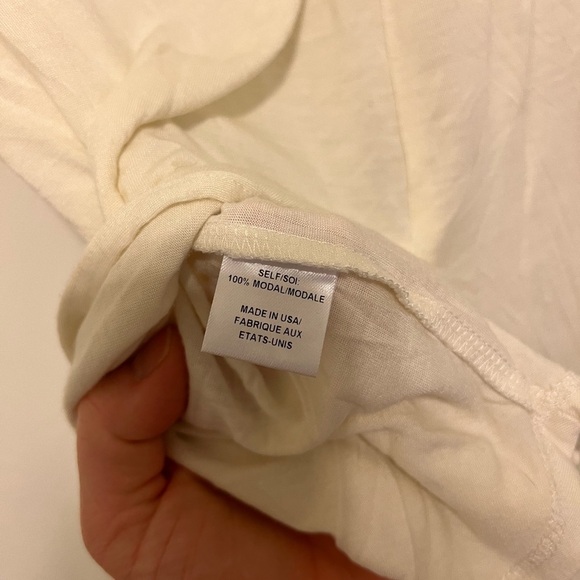 SELF/SOI:
100% MODAL/MODALE
MADE IN USA/
FABRIQUE AUX
ETATS-UNIS